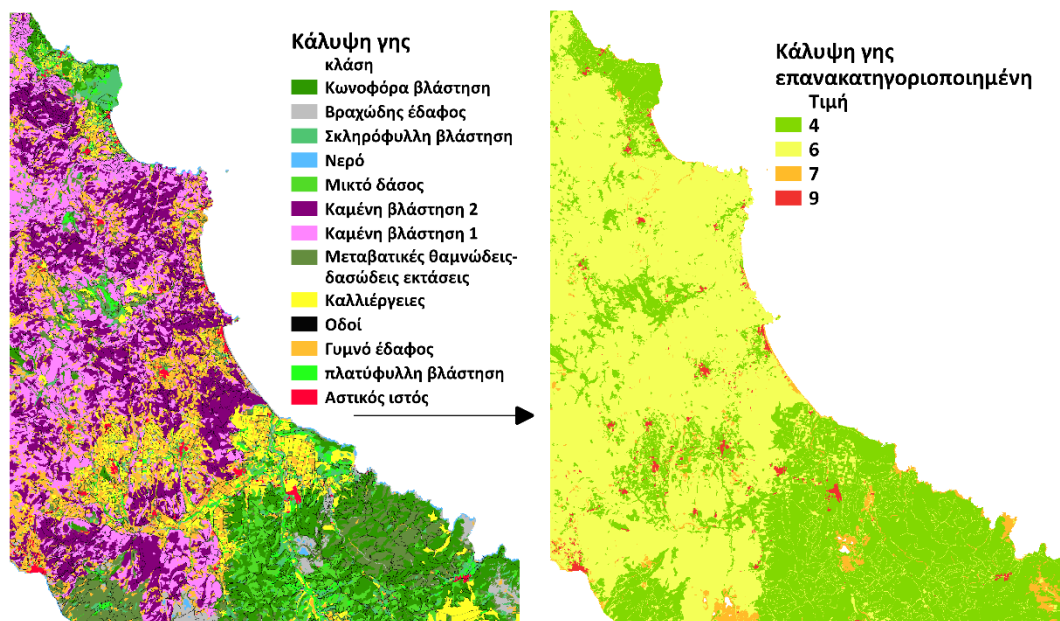 Κάλυψη γης
κλάση
Κωνοφόρα βλάστηση
Βραχώδης έδαφος
Σκληρόφυλλη βλάστηση
Νερό
Μικτό δάσος
Καμένη βλάστηση 2
Καμένη βλάστηση 1
Μεταβατικές θαμνώδεις-
δασώδεις εκτάσεις
Καλλιέργειες
Οδοί
Γυμνό έδαφος
πλατύφυλλη βλάστηση
Αστικός ιστός
Κάλυψη γης
επανακατηγοριοποιημένη
Τιμή
4
6
7
9